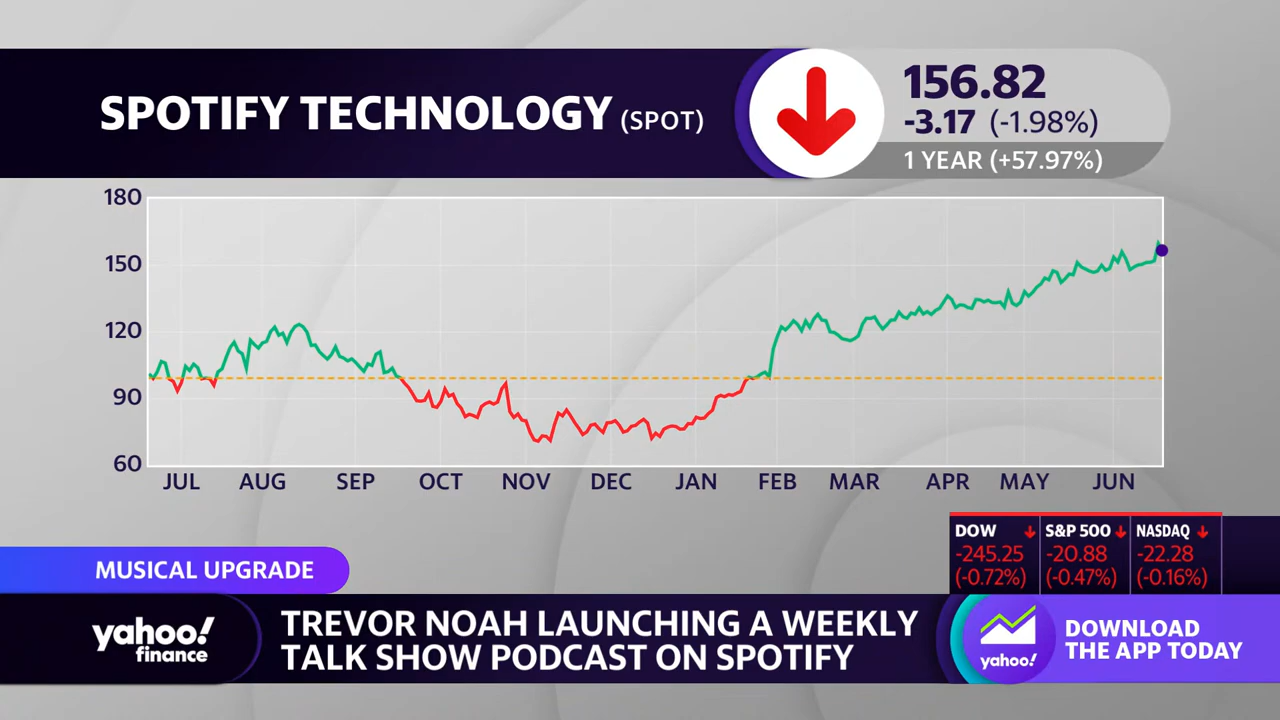 SPOTIFY TECHNOLOGY (SPOT)
156.82
-3.17 (-1.98%)
1 YEAR (+57.97%)
180
150
120
90
60
JUL AUG SEP OCT NOV DEC JAN FEB MAR APR MAY JUN
DOW S&P 500 NASDAQ
-245.25 -20.88 -22.28
(-0.72%) (-0.47%) (-0.16%)
MUSICAL UPGRADE
yahoo!
finance
TREVOR NOAH LAUNCHING A WEEKLY
TALK SHOW PODCAST ON SPOTIFY
yahoo!
DOWNLOAD
THE APP TODAY